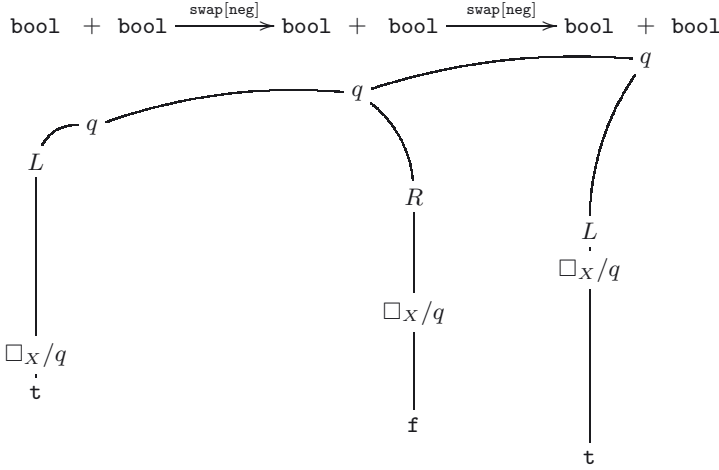 swap[neg] swap[neg]
bool + bool bool + bool bool + bool
q
q
q
L
R
L
□X/q
□X/q
□X/q
t
f
t